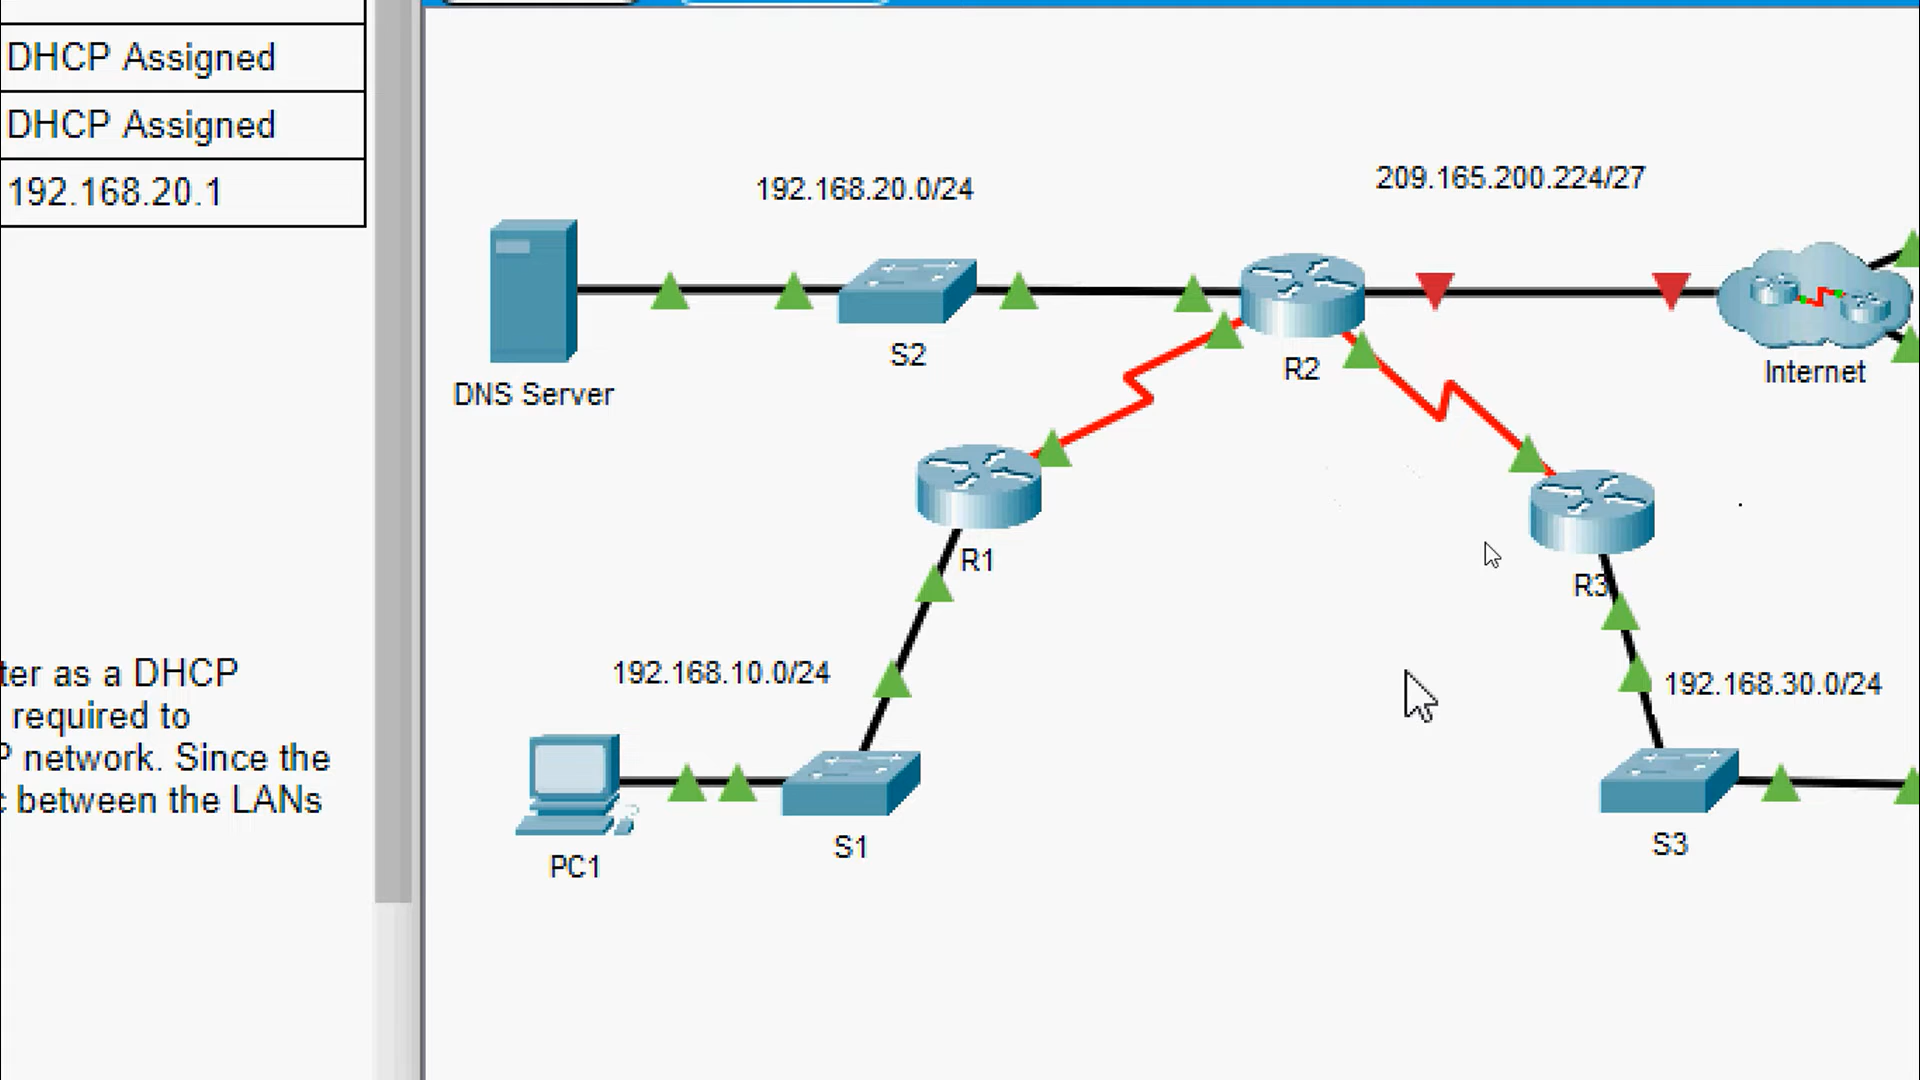 DHCP Assigned
DHCP Assigned
192.168.20.1
ter as a DHCP
required to
P network. Since the
c between the LANs
192.168.20.0/24
209.165.200.224/27
DNS Server
S2
R2
Internet
R1
R3
192.168.10.0/24
192.168.30.0/24
PC1
S1
S3